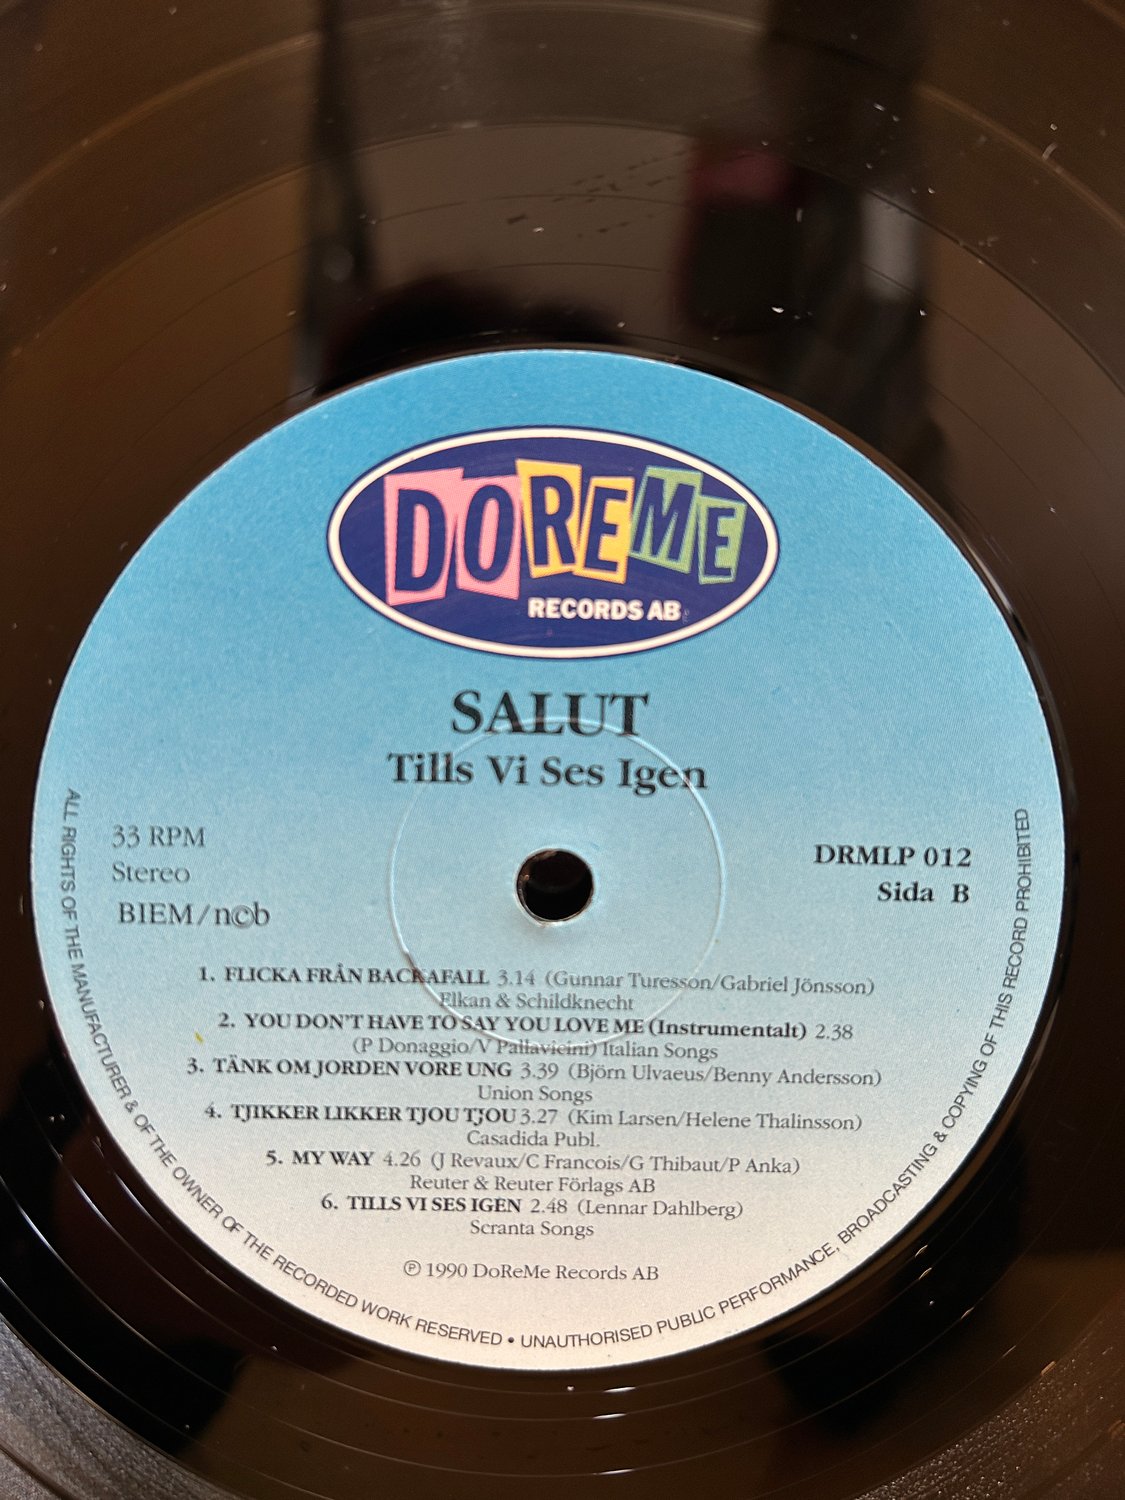 DOREME
RECORDS AB
SALUT
Tills Vi Ses Igen
33 RPM
Stereo
BIEM/n©b
DRMLP 012
Sida B
1. FLICKA FRÅN BACKAFALL 3.14 (Gunnar Turesson/Gabriel Jönsson)
Elkan & Schildknecht
2. YOU DON'T HAVE TO SAY YOU LOVE ME (Instrumentalt) 2.38
(P Donaggio/V Pallavicini) Italian Songs
3. TÄNK OM JORDEN VORE UNG 3.39 (Björn Ulvaeus/Benny Andersson)
Union Songs
4. TJIKKER LIKKER TJOU TJOU 3.27 (Kim Larsen/Helene Thalinsson)
Casadida Publ.
5. MY WAY 4.26 (J Revaux/C Francois/G Thibaut/P Anka)
Reuter & Reuter Förlags AB
6. TILLS VI SES IGEN 2.48 (Lennar Dahlberg)
Scranta Songs
℗ 1990 DoReMe Records AB
ALL RIGHTS OF THE MANUFACTURER & OF THE OWNER OF THE RECORDED WORK RESERVED • UNAUTHORISED PUBLIC PERFORMANCE, BROADCASTING & COPYING OF THIS RECORD PROHIBITED